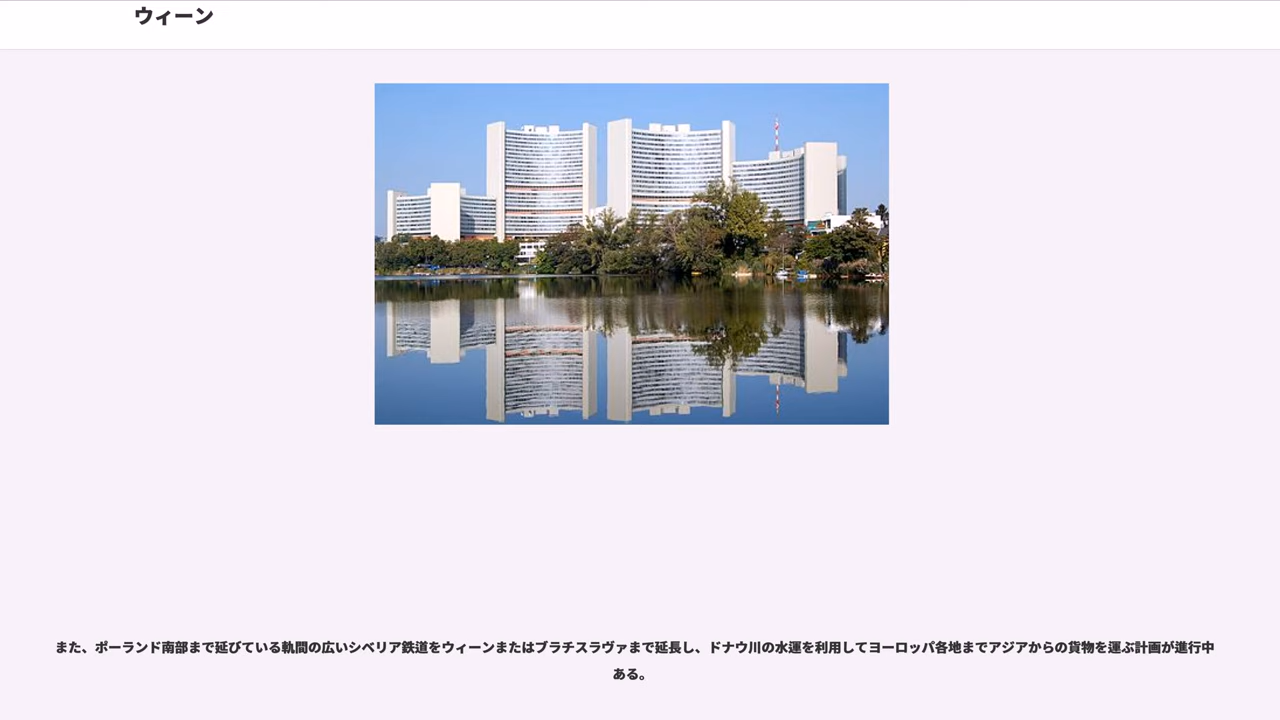 ウィーン
また、ポーランド南部まで延びている軌間の広いシベリア鉄道をウィーンまたはブラチスラヴァまで延長し、ドナウ川の水運を利用してヨーロッパ各地までアジアからの貨物を運ぶ計画が進行中
ある。